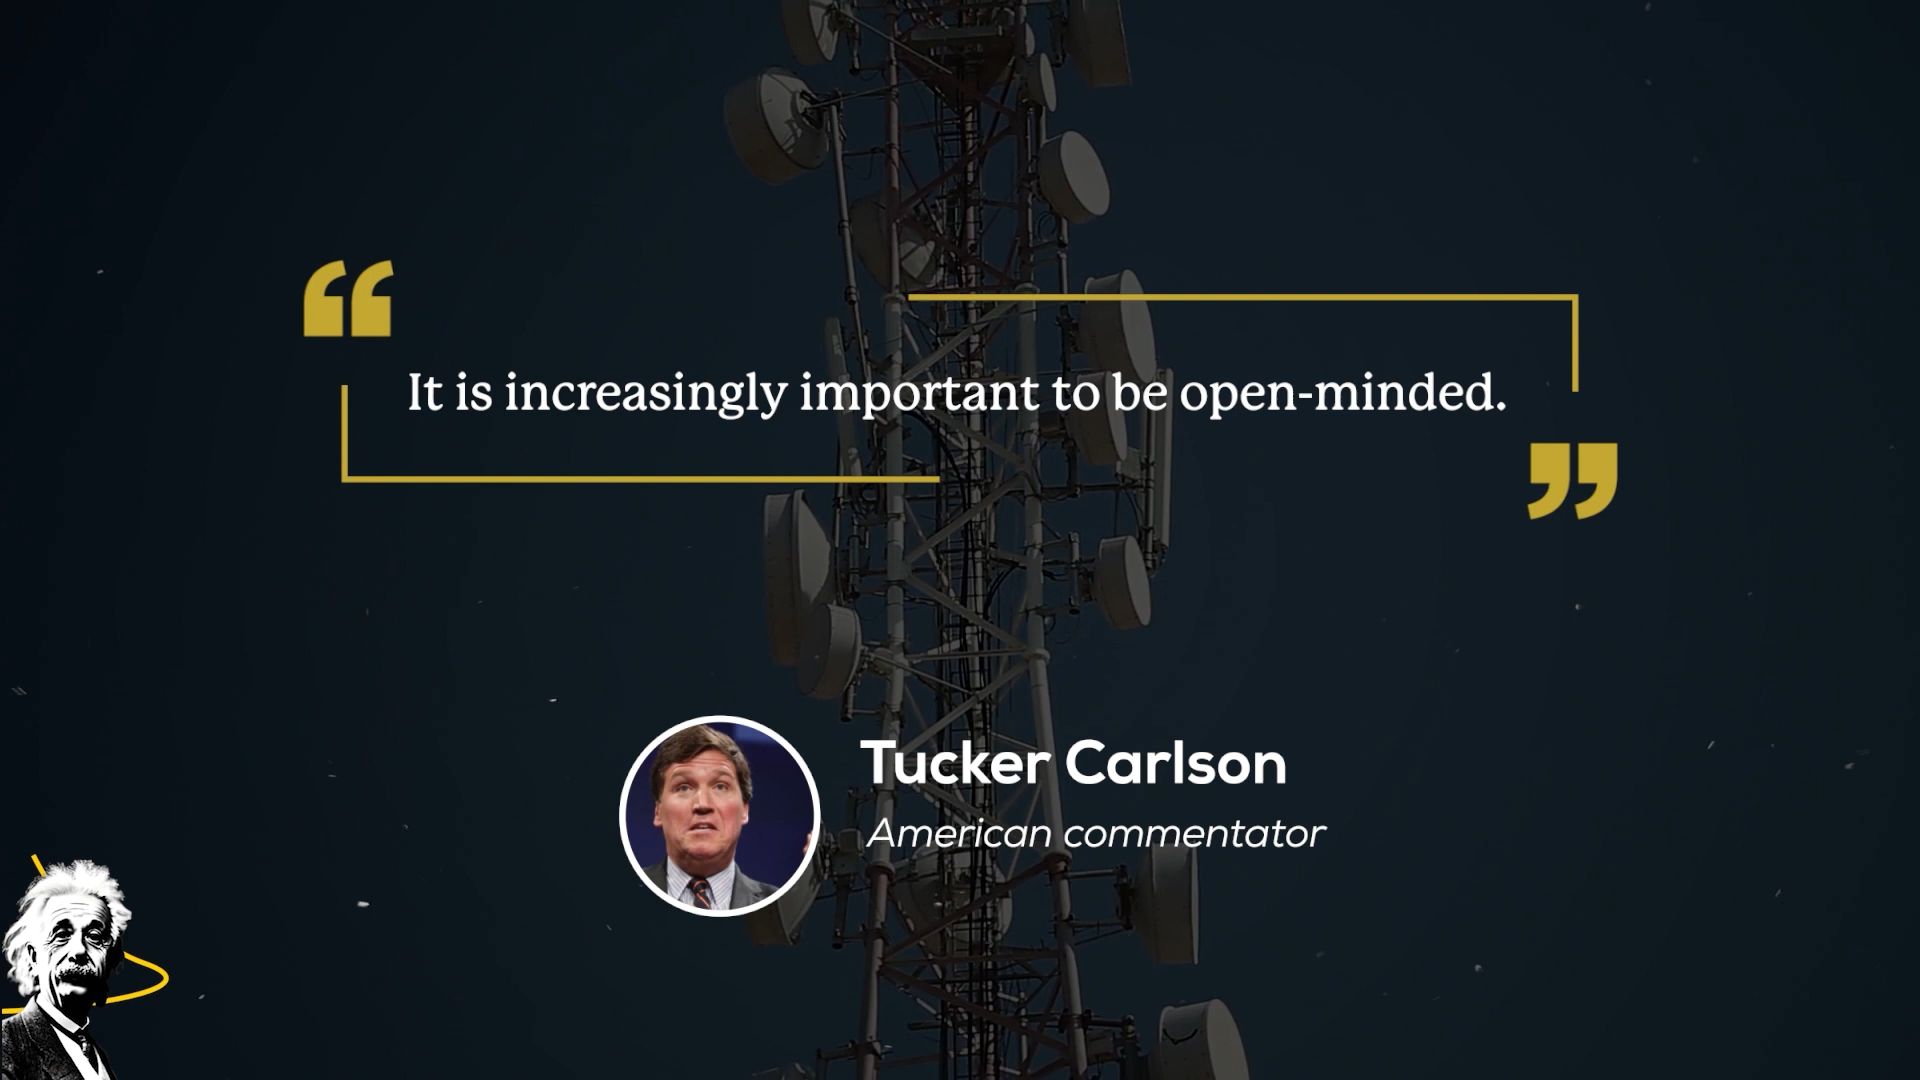 “
It is increasingly important to be open-minded.
”
Tucker Carlson
American commentator